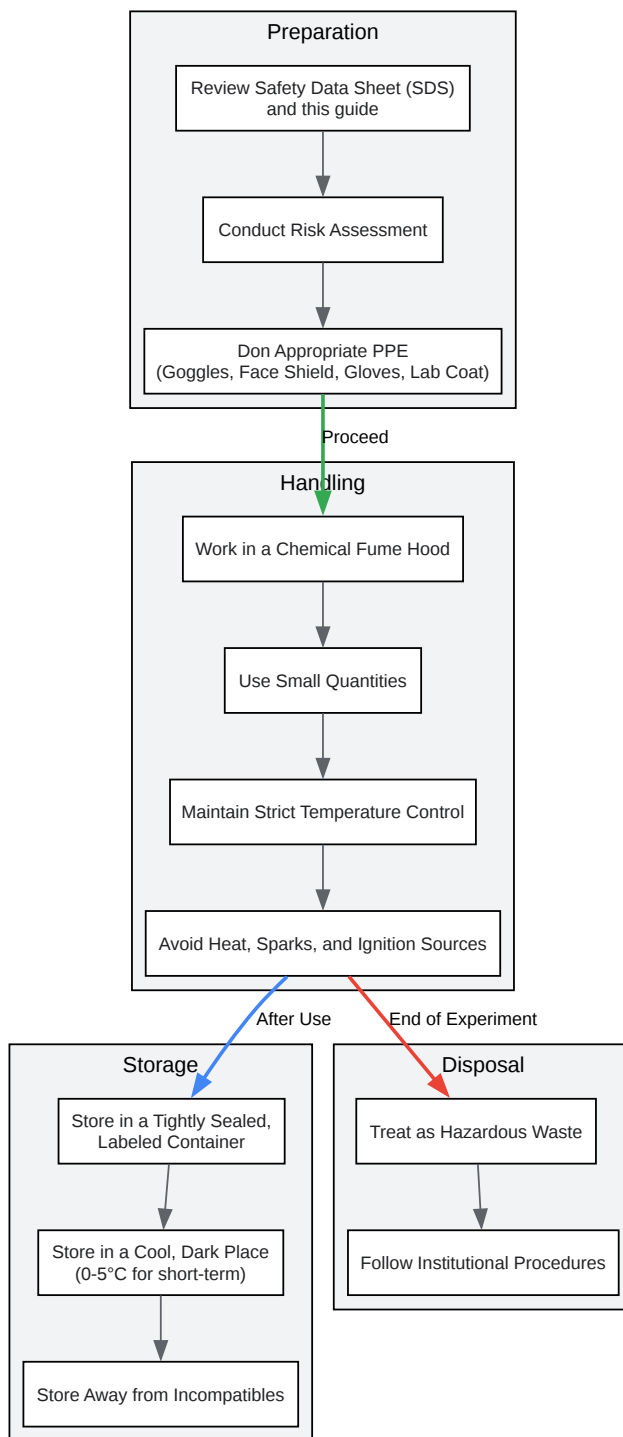 Preparation
Review Safety Data Sheet (SDS)
and this guide
Conduct Risk Assessment
Don Appropriate PPE
(Goggles, Face Shield, Gloves, Lab Coat)
Proceed
Handling
Work in a Chemical Fume Hood
Use Small Quantities
Maintain Strict Temperature Control
Avoid Heat, Sparks, and Ignition Sources
After Use
End of Experiment
Storage
Store in a Tightly Sealed,
Labeled Container
Store in a Cool, Dark Place
(0-5°C for short-term)
Store Away from Incompatibles
Disposal
Treat as Hazardous Waste
Follow Institutional Procedures